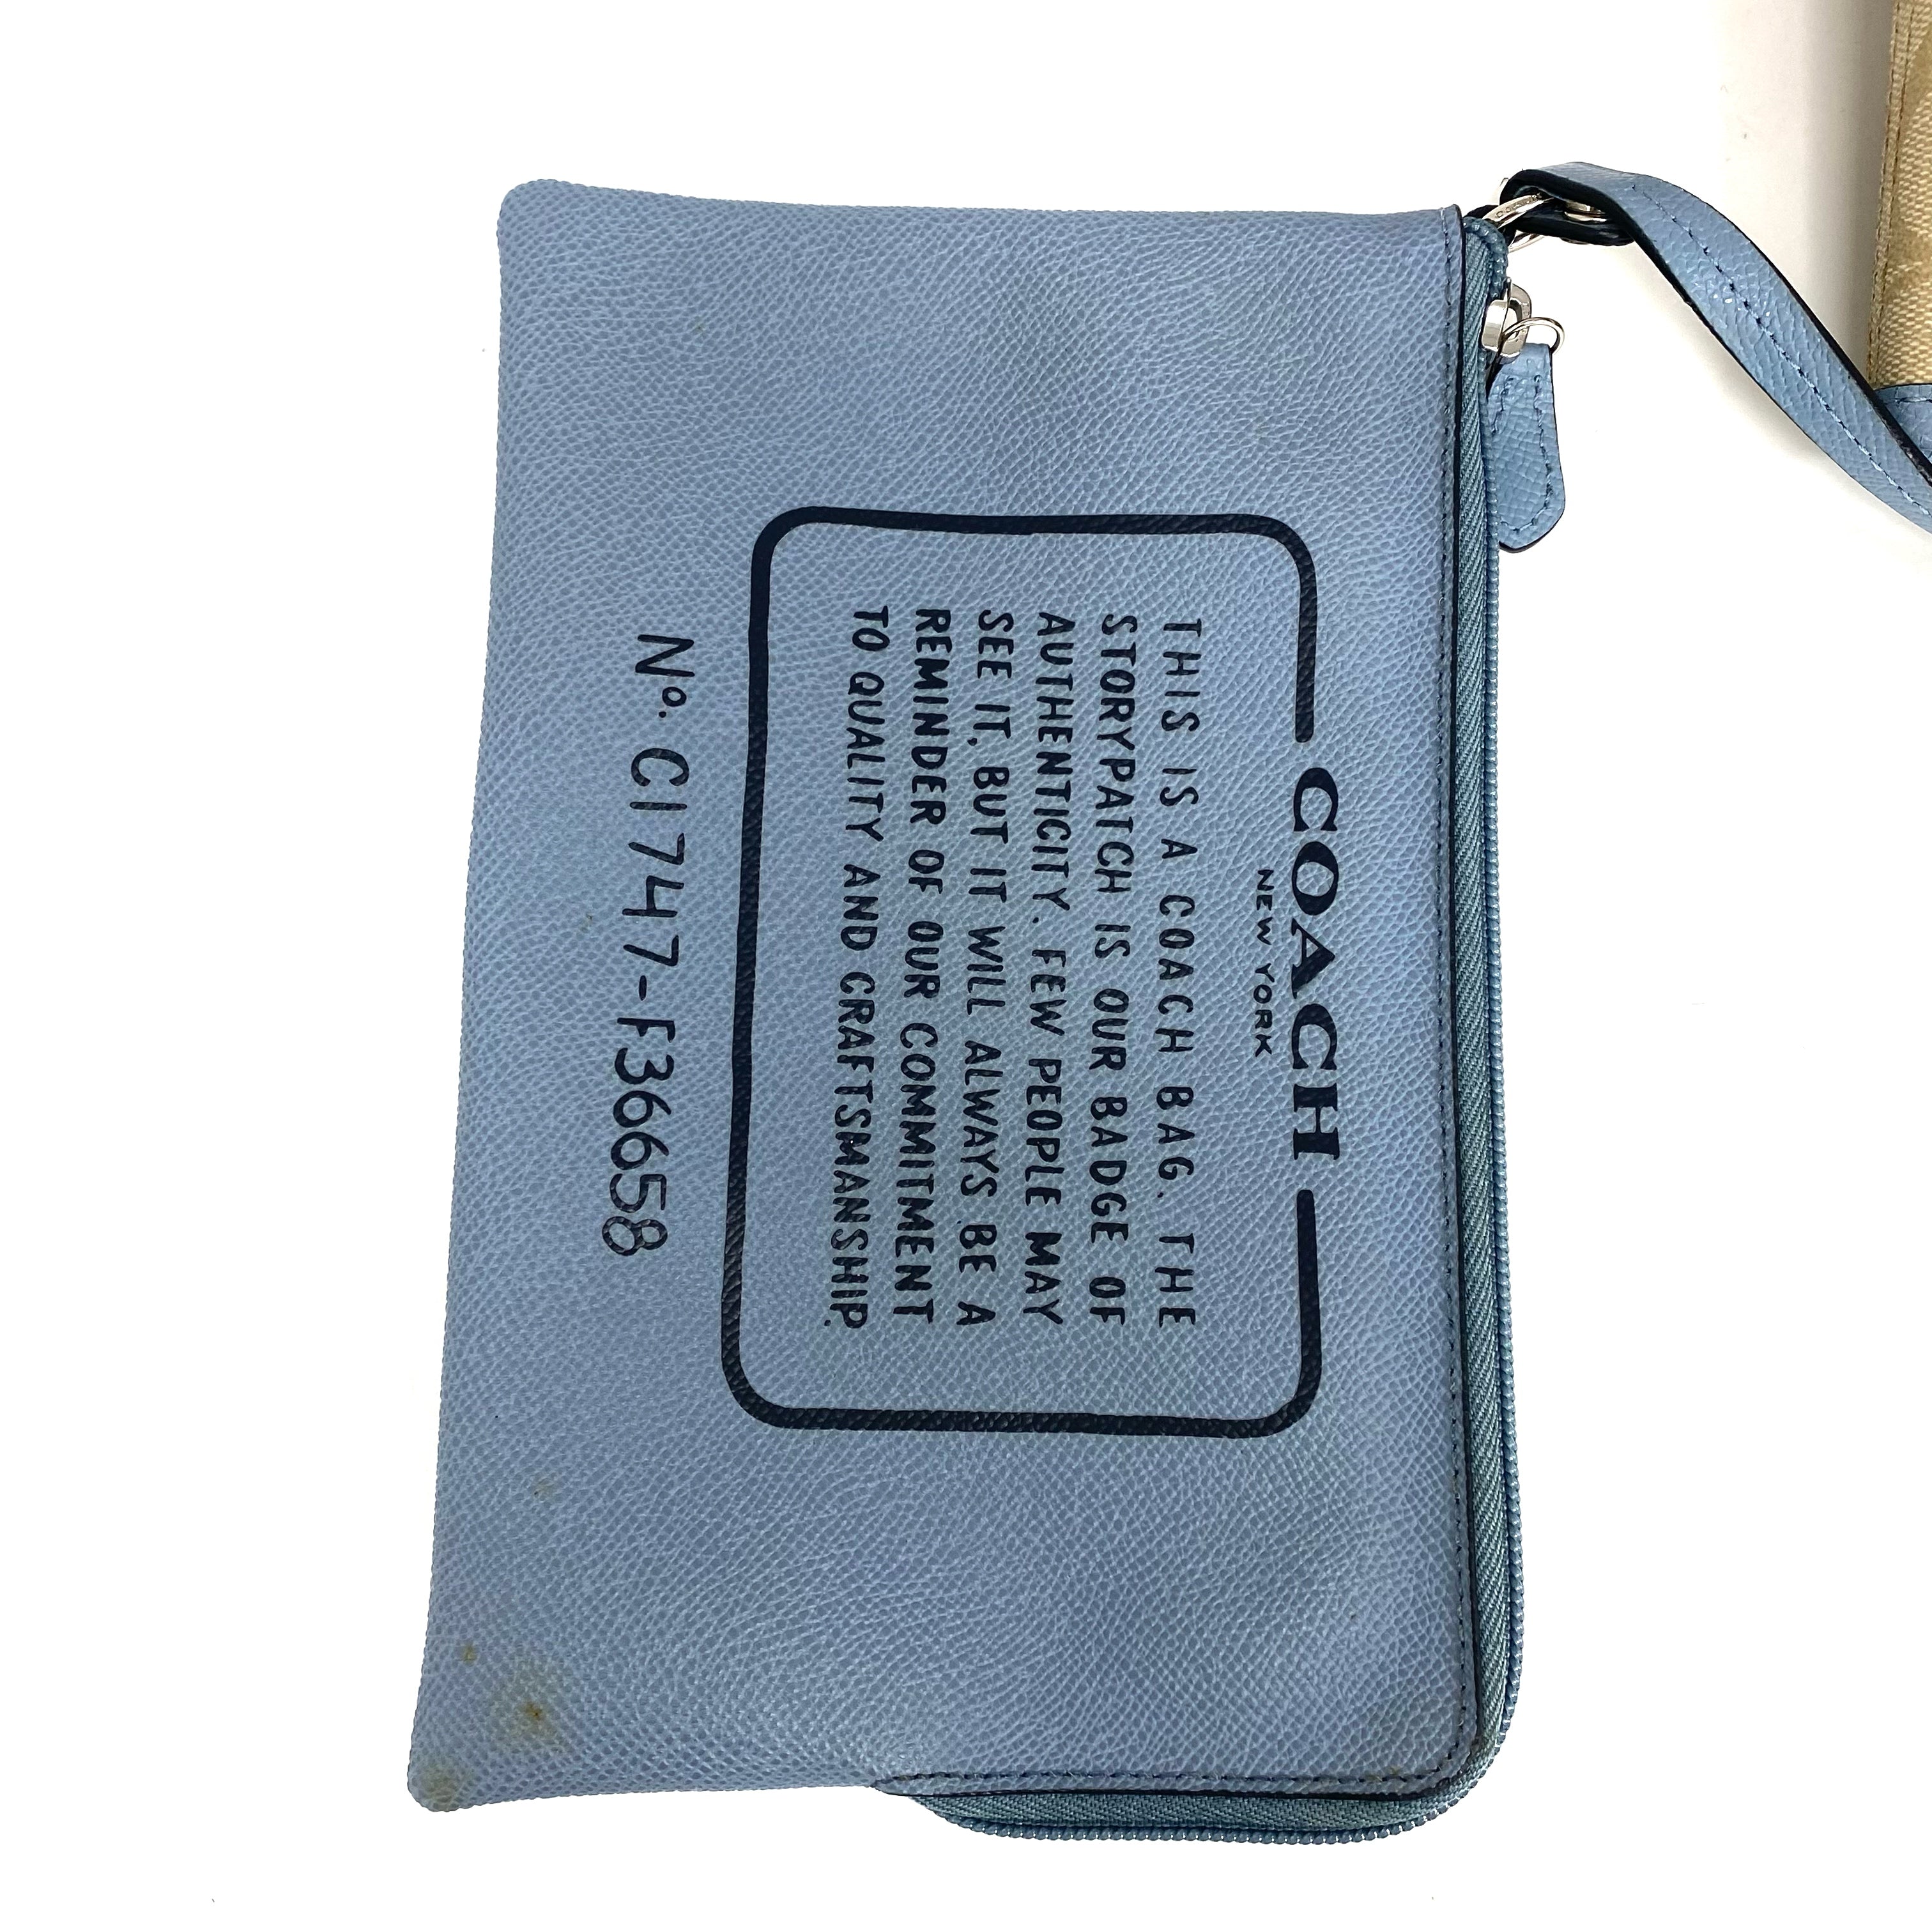 COACH
NEW YORK
THIS IS A COACH BAG. THE
STORYPATCH IS OUR BADGE OF
AUTHENTICITY. FEW PEOPLE MAY
SEE IT, BUT IT WILL ALWAYS BE A
REMINDER OF OUR COMMITMENT
TO QUALITY AND CRAFTSMANSHIP.
Nº. C1747-F36658